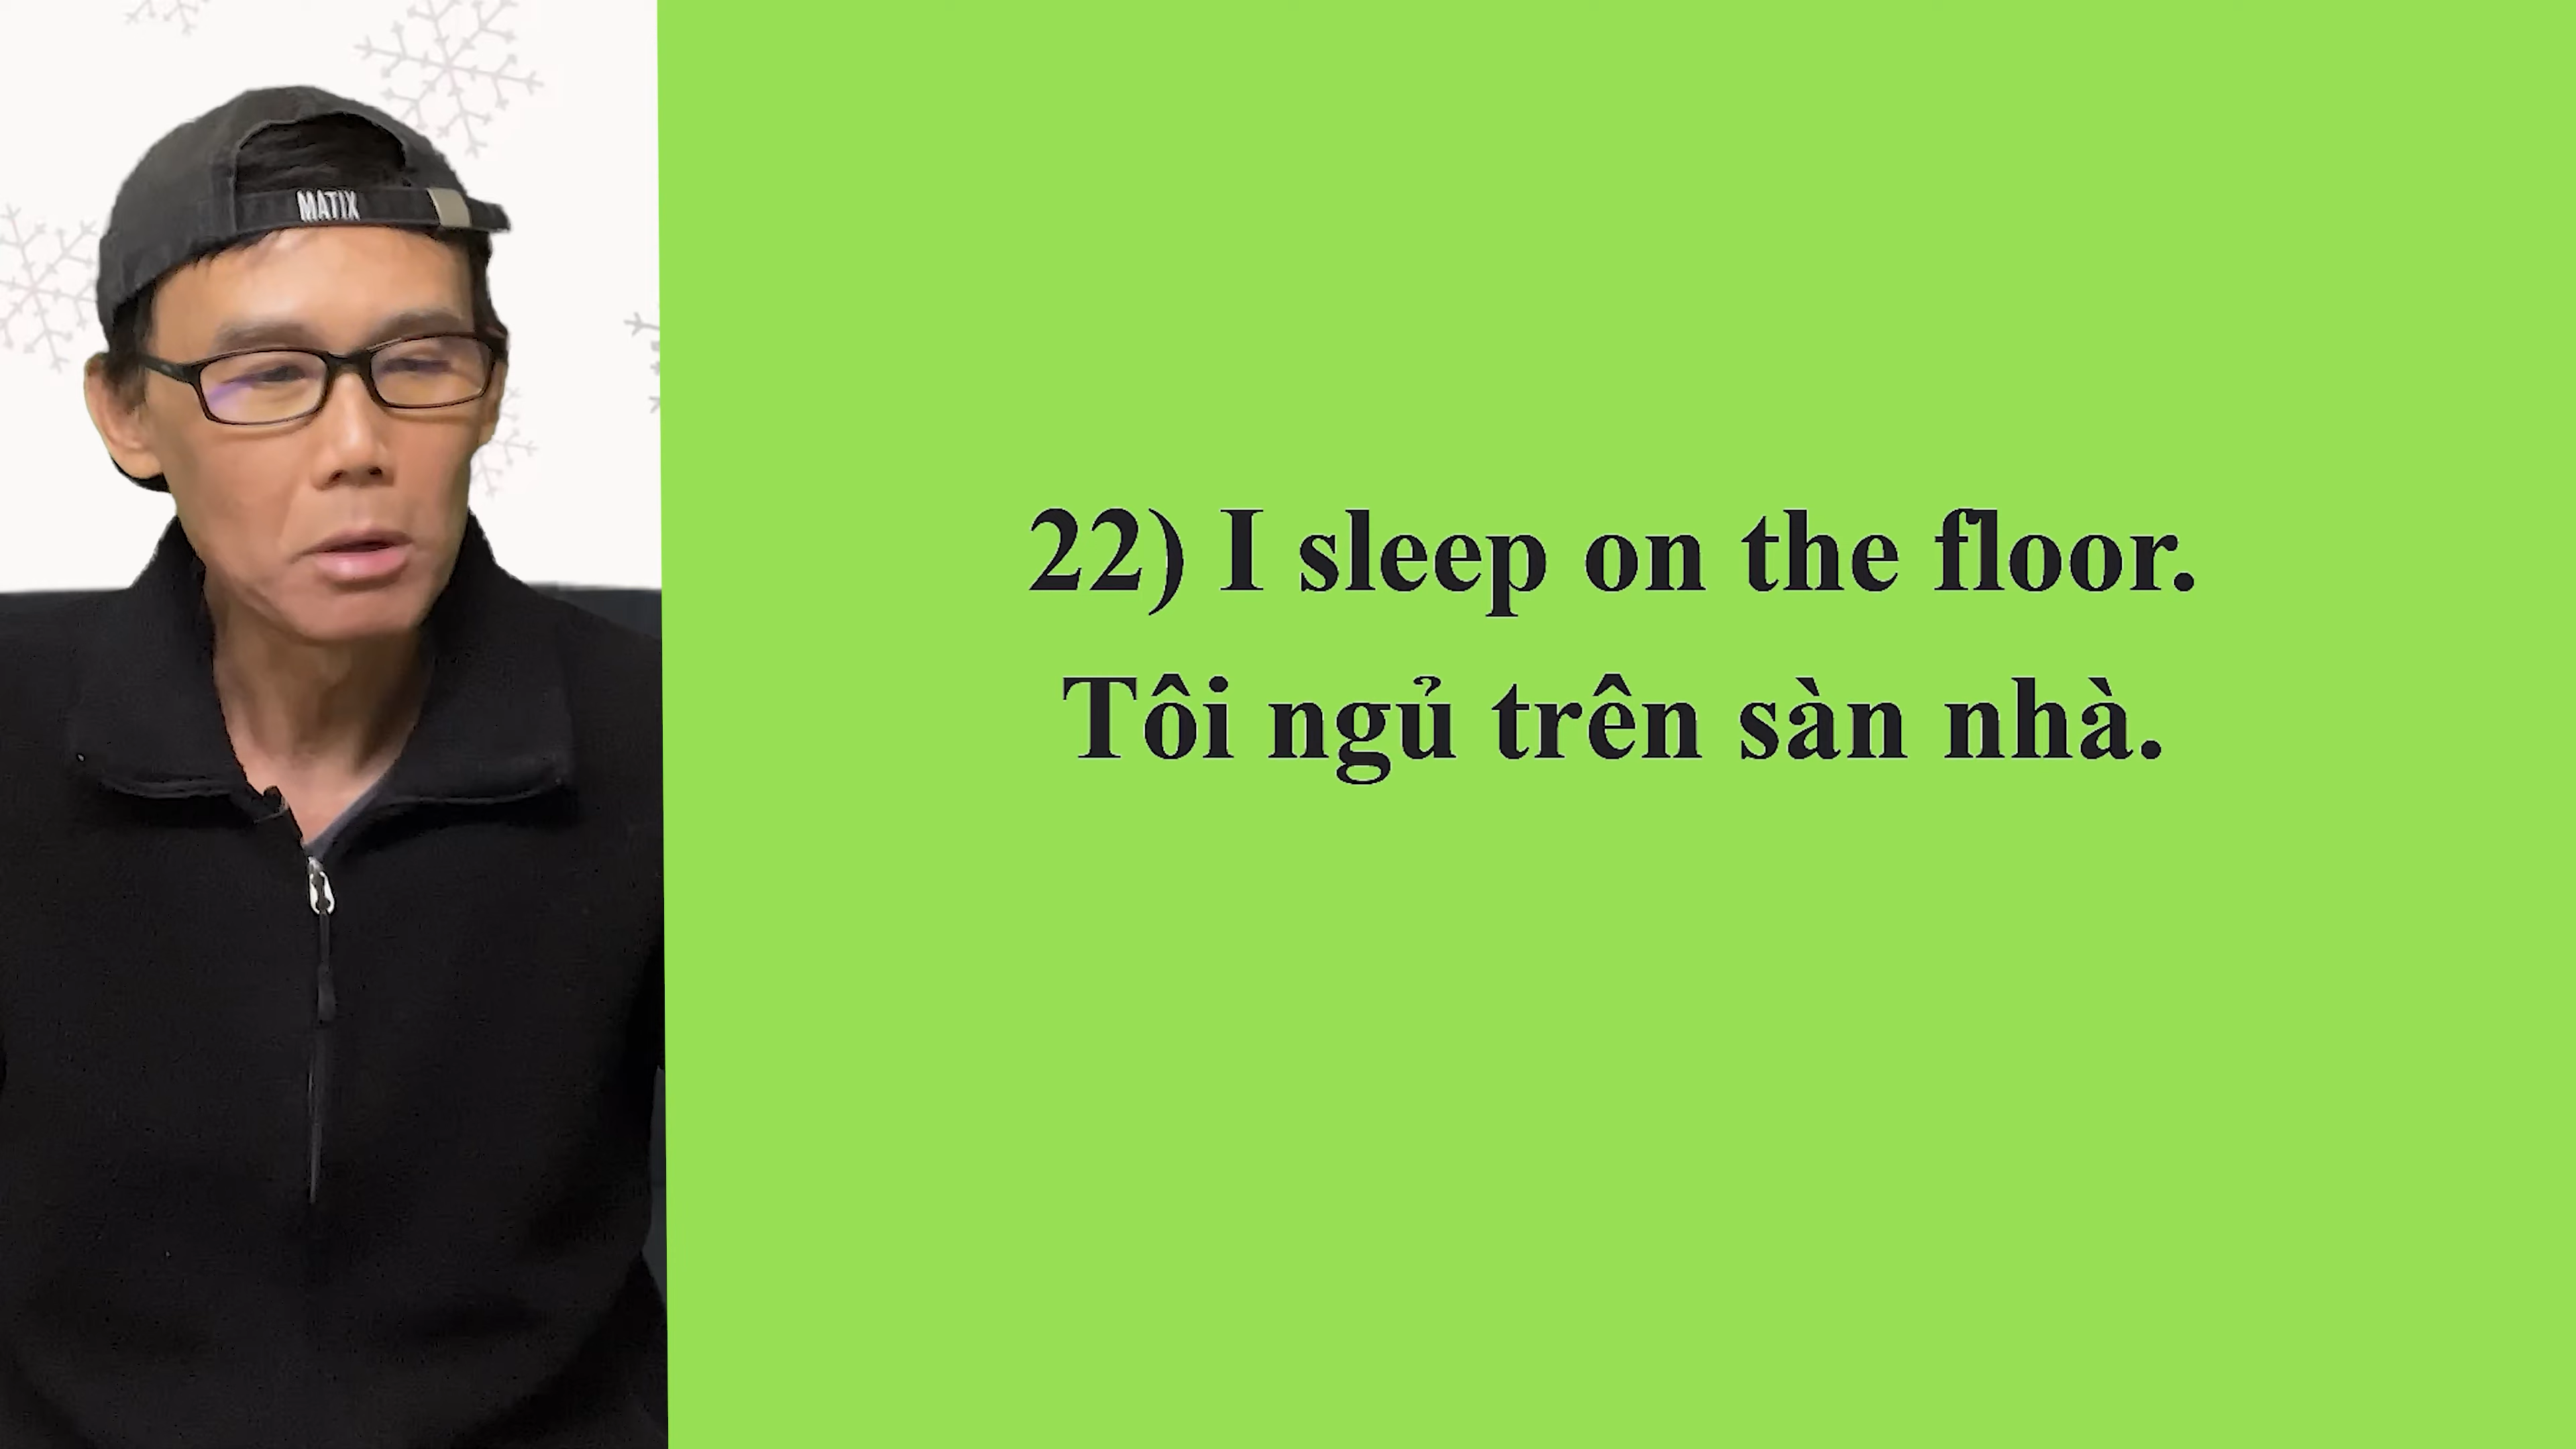 MATIX
22) I sleep on the floor.
Tôi ngủ trên sàn nhà.